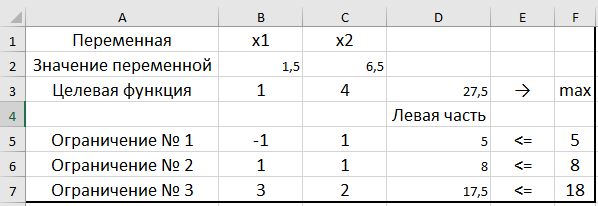 A B C D E F
1 Переменная x1 x2
2 Значение переменной 1,5 6,5
3 Целевая функция 1 4 27,5 → max
4 Левая часть
5 Ограничение № 1 -1 1 5 <= 5
6 Ограничение № 2 1 1 8 <= 8
7 Ограничение № 3 3 2 17,5 <= 18